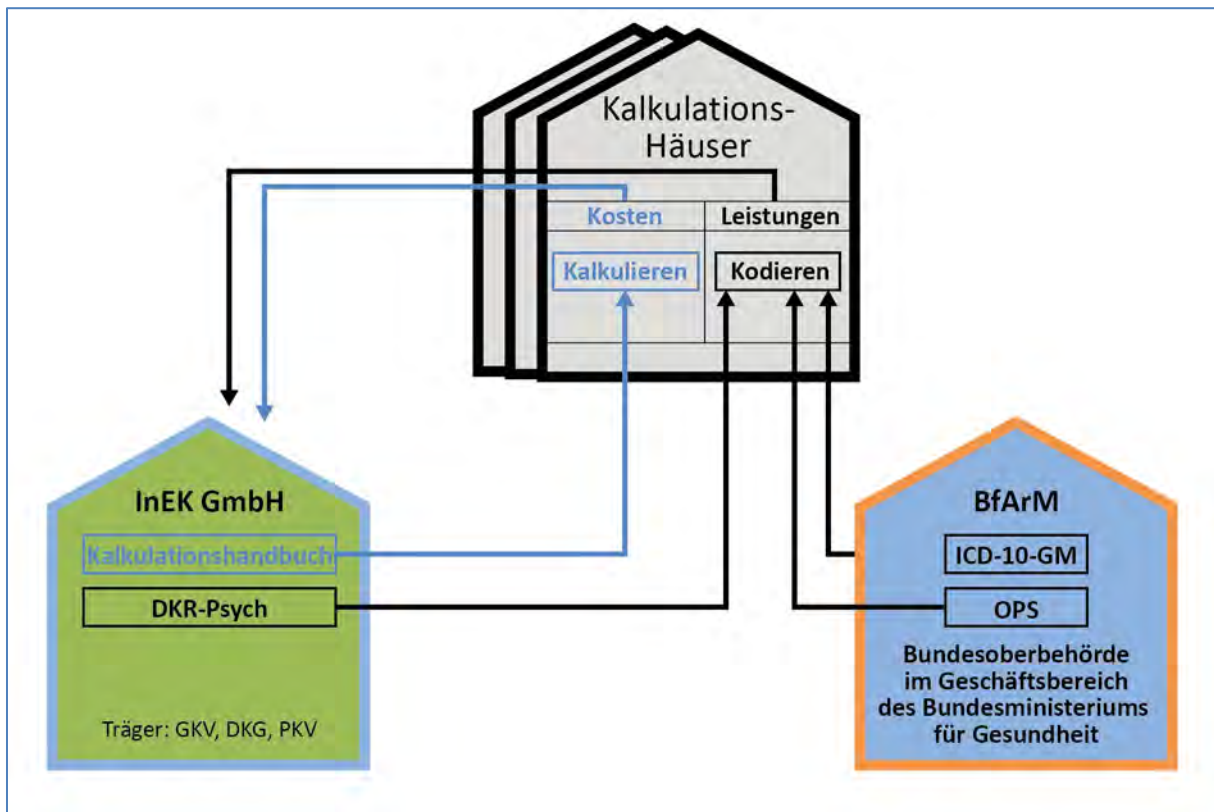 Kalkulations-
Häuser
Kosten
Leistungen
Kalkulieren
Kodieren
InEK GmbH
Kalkulationshandbuch
DKR-Psych
Träger: GKV, DKG, PKV
BfArM
ICD-10-GM
OPS
Bundesoberbehörde
im Geschäftsbereich
des Bundesministeriums
für Gesundheit